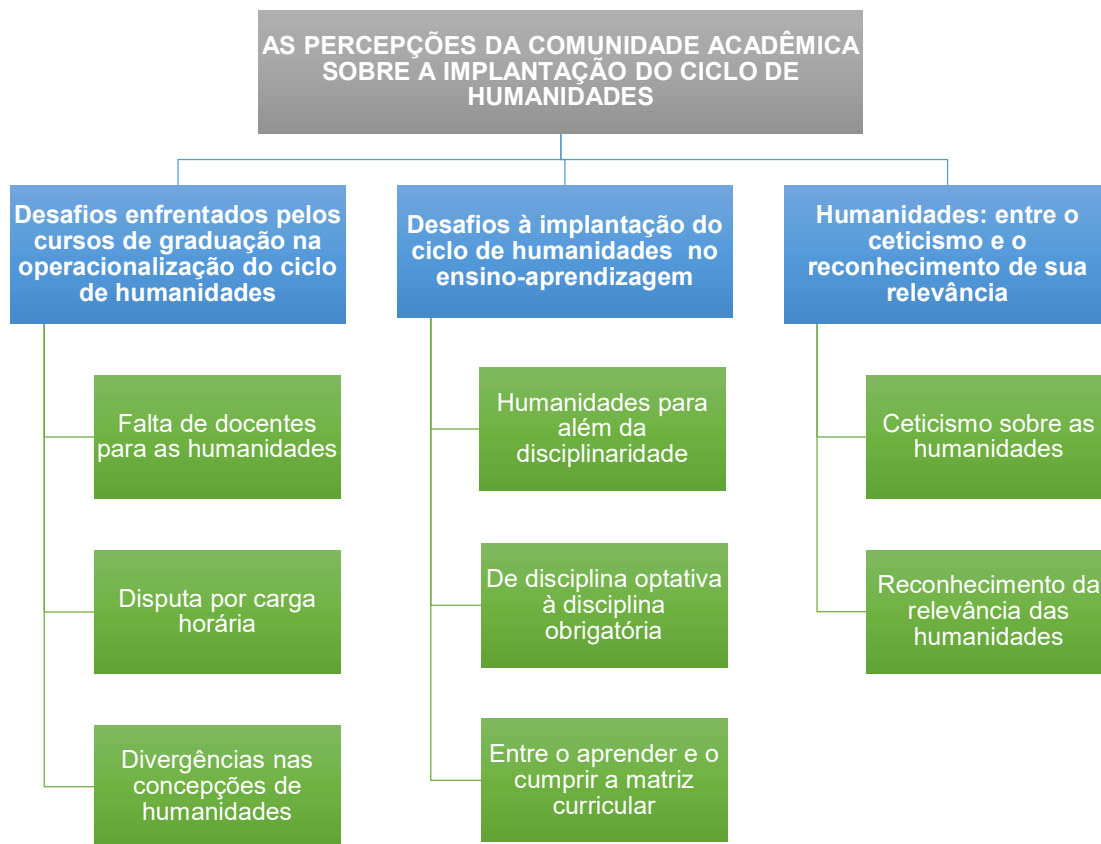 AS PERCEPÇÕES DA COMUNIDADE ACADÊMICA
SOBRE A IMPLANTAÇÃO DO CICLO DE
HUMANIDADES
Desafios enfrentados pelos
cursos de graduação na
operacionalização do ciclo
de humanidades
Falta de docentes
para as humanidades
Disputa por carga
horária
Divergências nas
concepções de
humanidades
Desafios à implantação do
ciclo de humanidades no
ensino-aprendizagem
Humanidades para
além da
disciplinaridade
De disciplina optativa
à disciplina
obrigatória
Entre o aprender e o
cumprir a matriz
curricular
Humanidades: entre o
ceticismo e o
reconhecimento de sua
relevância
Ceticismo sobre as
humanidades
Reconhecimento da
relevância das
humanidades